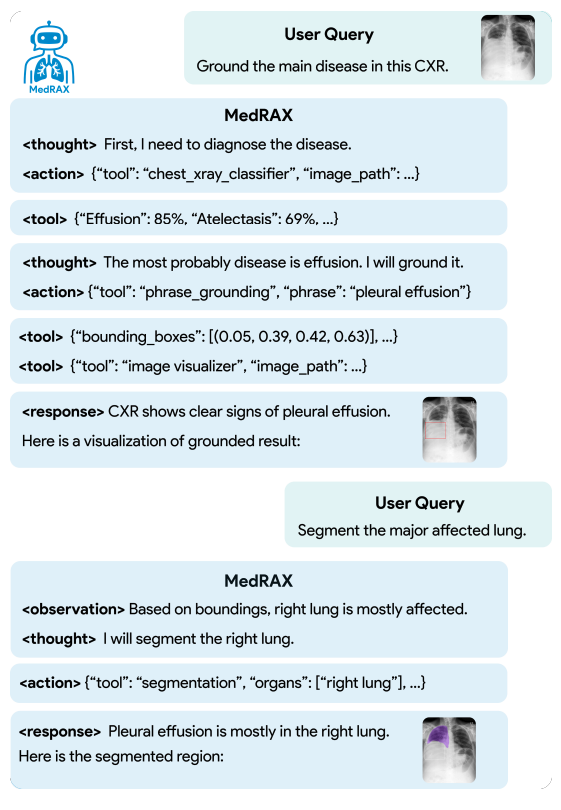 User Query
Ground the main disease in this CXR.
MedRAX
MedRAX
<thought> First, I need to diagnose the disease.
<action> {“tool”: “chest_xray_classifier”, “image_path”: ...}
<tool> {“Effusion”: 85%, “Atelectasis”: 69%, ...}
<thought> The most probably disease is effusion. I will ground it.
<action> {“tool”: “phrase_grounding”, “phrase”: “pleural effusion”}
<tool> {“bounding_boxes”: [(0.05, 0.39, 0.42, 0.63)], ...}
<tool> {“tool”: “image visualizer”, “image_path”: ...}
<response> CXR shows clear signs of pleural effusion.
Here is a visualization of grounded result:
User Query
Segment the major affected lung.
MedRAX
<observation> Based on boundings, right lung is mostly affected.
<thought> I will segment the right lung.
<action> {“tool”: “segmentation”, “organs”: [“right lung”], ...}
<response> Pleural effusion is mostly in the right lung.
Here is the segmented region: